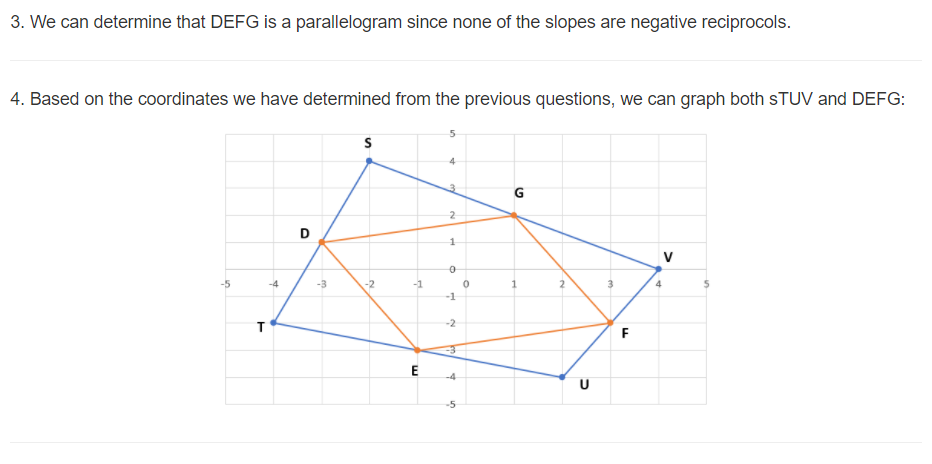 3. We can determine that DEFG is a parallelogram since none of the slopes are negative reciprocals.
4. Based on the coordinates we have determined from the previous questions, we can graph both sTUV and DEFG:
5
S
4
3
G
2
D
1
V
0
-5 -4 -3 -2 -1 0 1 2 3 4 5
-1
T
-2
F
-3
E
-4
U
-5